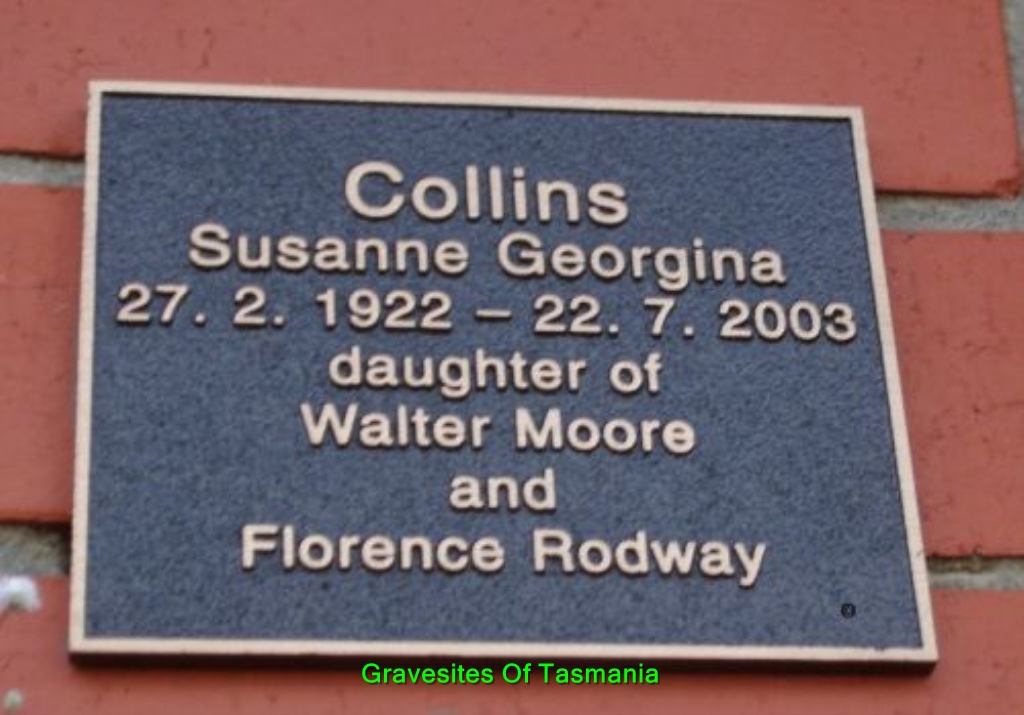 Collins
Susanne Georgina
27. 2. 1922 – 22. 7. 2003
daughter of
Walter Moore
and
Florence Rodway
Gravesites Of Tasmania